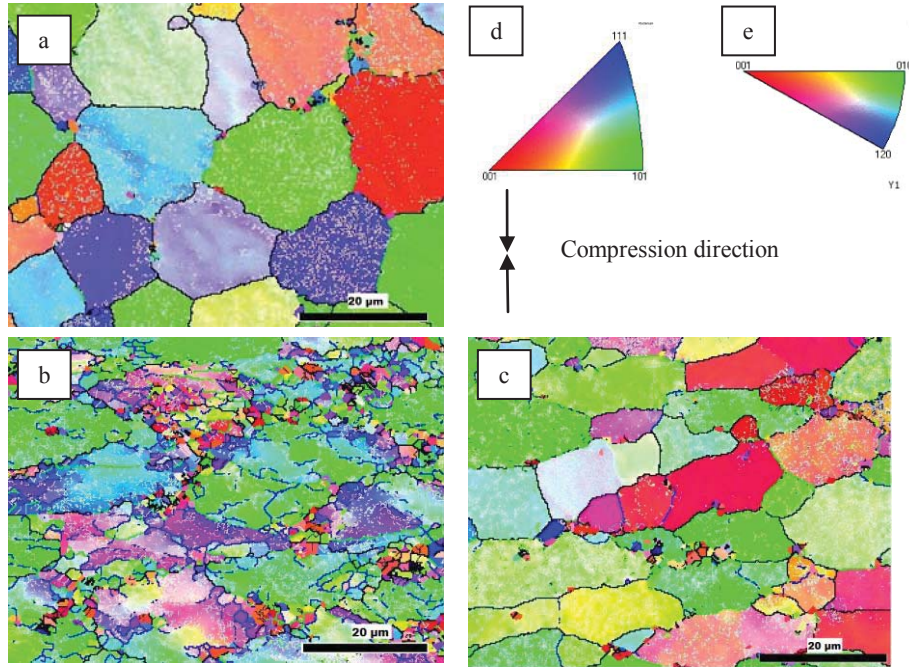 a
d
e
111
001
101
001
010
120
Y1
Compression direction
20 µm
b
c
20 µm
20 µm